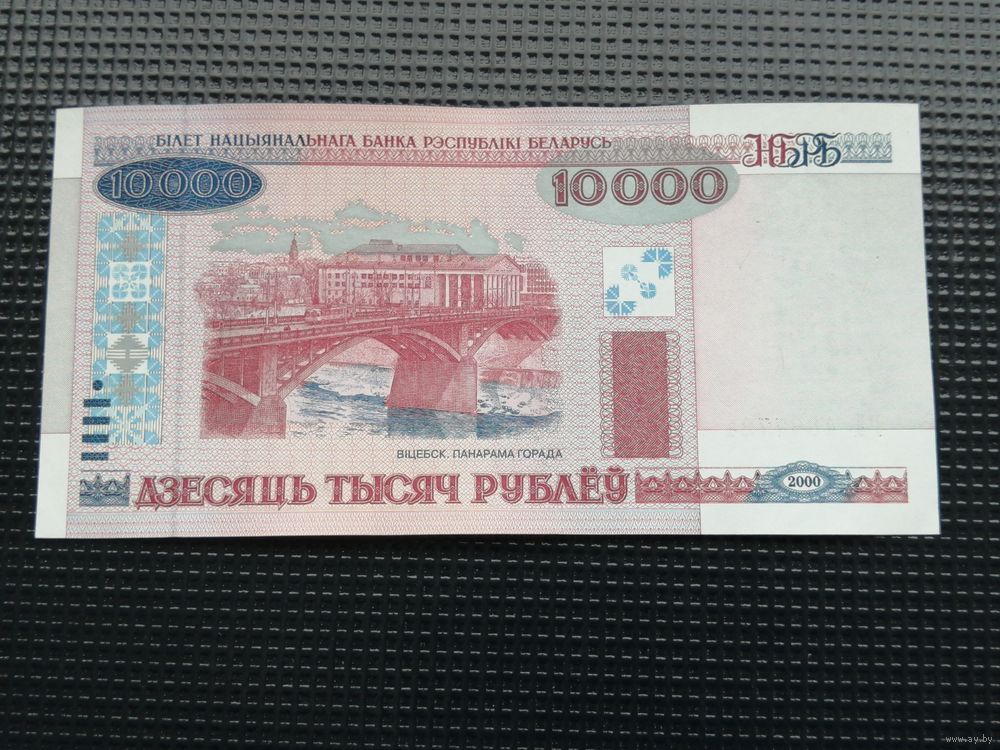 БІЛЕТ НАЦЫЯНАЛЬНАГА БАНКА РЭСПУБЛІКІ БЕЛАРУСЬ
НБРБ
10000
10000
ВІЦЕБСК. ПАНАРАМА ГОРАДА
ДЗЕСЯЦЬ ТЫСЯЧ РУБЛЁЎ
2000
www.ay.by